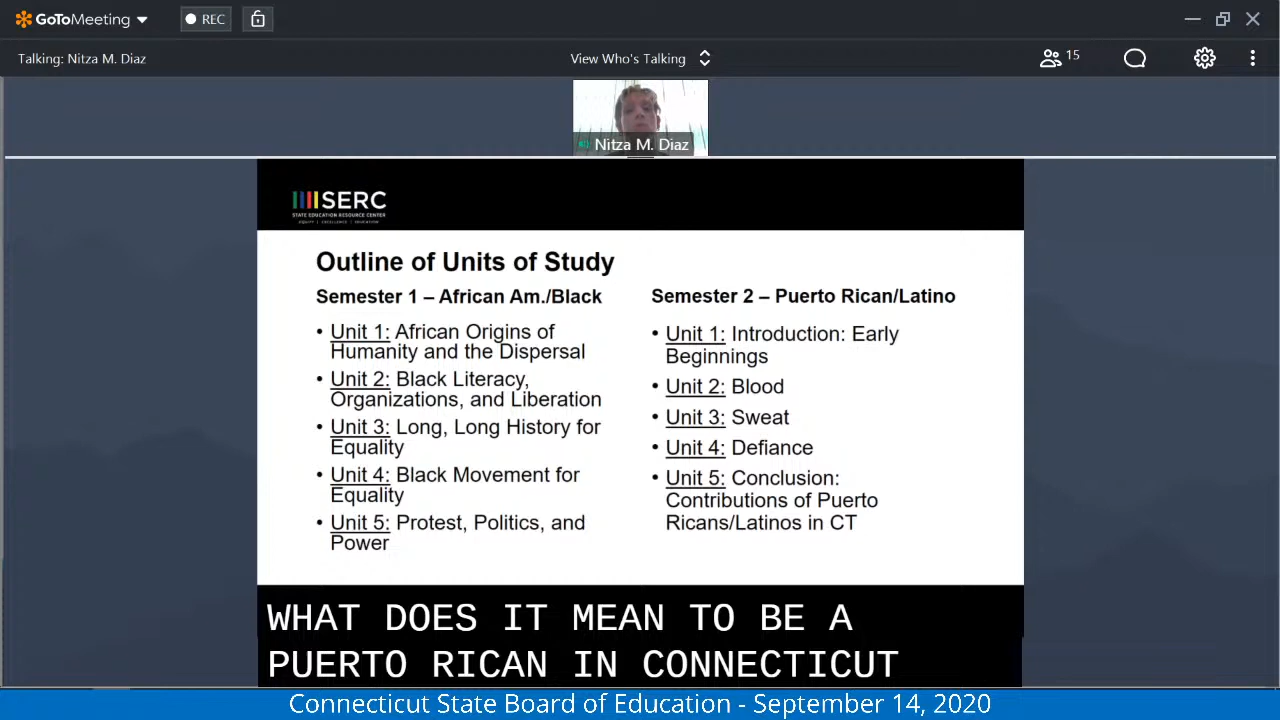 GoToMeeting
REC
Talking: Nitza M. Diaz
View Who's Talking
15
Nitza M. Diaz
SERC
STATE EDUCATION RESOURCE CENTER
EQUITY | EXCELLENCE | EDUCATION
Outline of Units of Study
Semester 1 – African Am./Black
• Unit 1: African Origins of
Humanity and the Dispersal
• Unit 2: Black Literacy,
Organizations, and Liberation
• Unit 3: Long, Long History for
Equality
• Unit 4: Black Movement for
Equality
• Unit 5: Protest, Politics, and
Power
Semester 2 – Puerto Rican/Latino
• Unit 1: Introduction: Early
Beginnings
• Unit 2: Blood
• Unit 3: Sweat
• Unit 4: Defiance
• Unit 5: Conclusion:
Contributions of Puerto
Ricans/Latinos in CT
WHAT DOES IT MEAN TO BE A
PUERTO RICAN IN CONNECTICUT
Connecticut State Board of Education - September 14, 2020